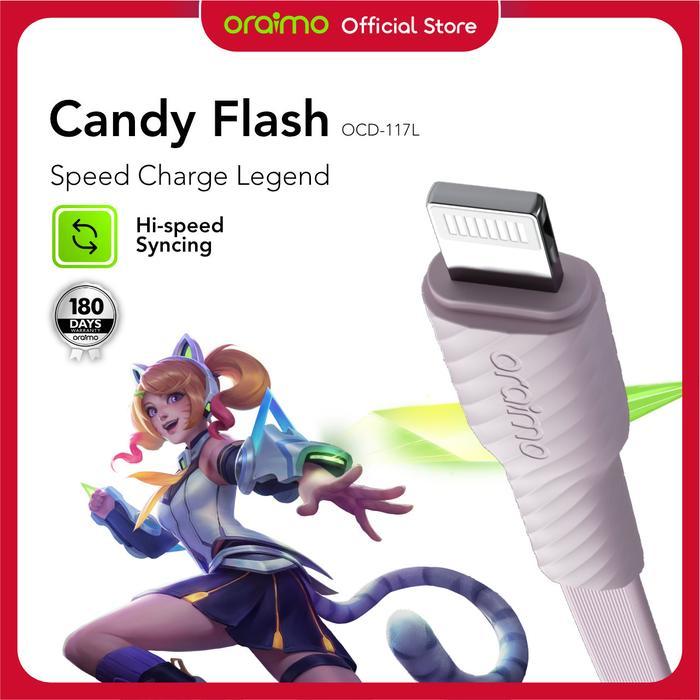 oraimo Official Store
Candy Flash OCD-117L
Speed Charge Legend
Hi-speed
Syncing
180
DAYS
WARRANTY
oraimo
oraimo